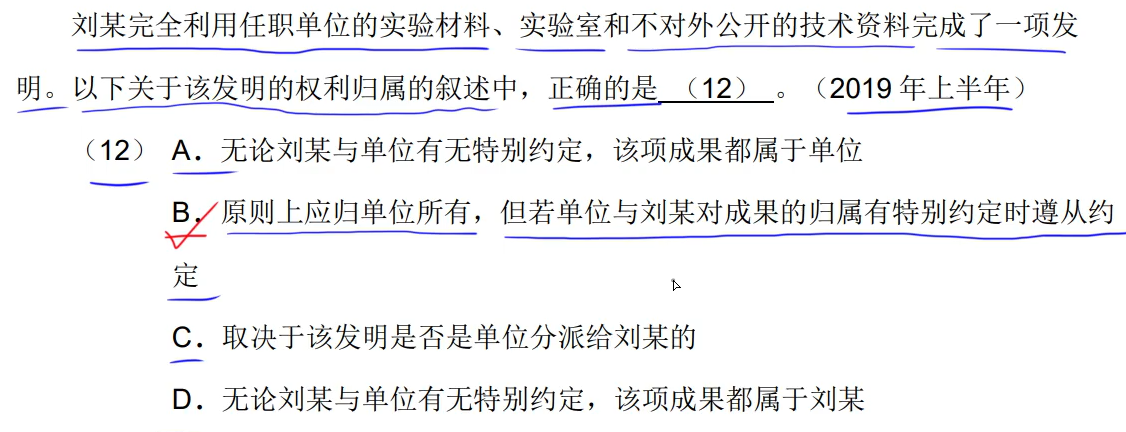 刘某完全利用任职单位的实验材料、实验室和不对外公开的技术资料完成了一项发
明。以下关于该发明的权利归属的叙述中，正确的是 （12） 。（2019 年上半年）
（12） A．无论刘某与单位有无特别约定，该项成果都属于单位
B．原则上应归单位所有，但若单位与刘某对成果的归属有特别约定时遵从约
定
C．取决于该发明是否是单位分派给刘某的
D．无论刘某与单位有无特别约定，该项成果都属于刘某